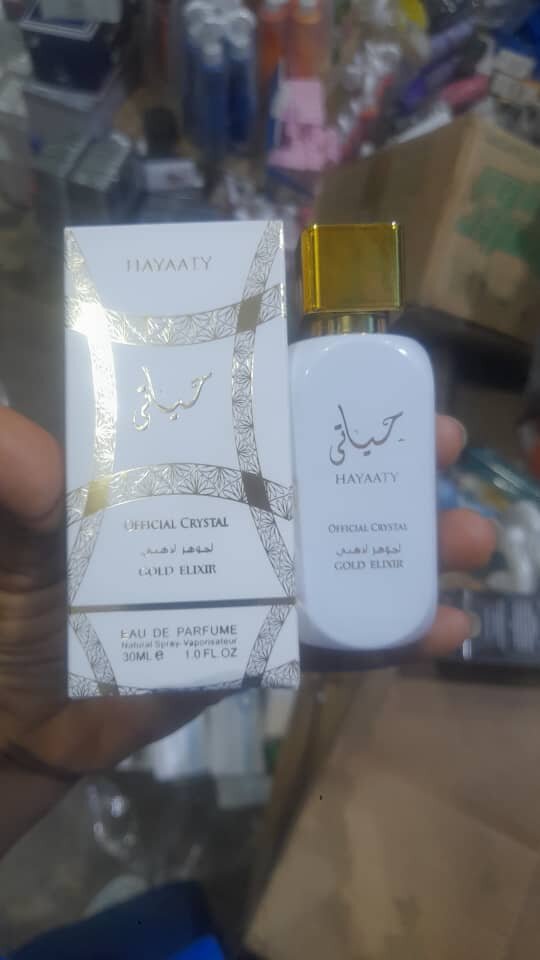 HAYAATY
حياتي
OFFICIAL CRYSTAL
لجوهر لذهبي
GOLD ELIXIR
EAU DE PARFUME
Natural Spray Vaporisateur
30ML e 1.0 FL.OZ
حياتي
HAYAATY
OFFICIAL CRYSTAL
لجوهر لذهبي
GOLD ELIXIR